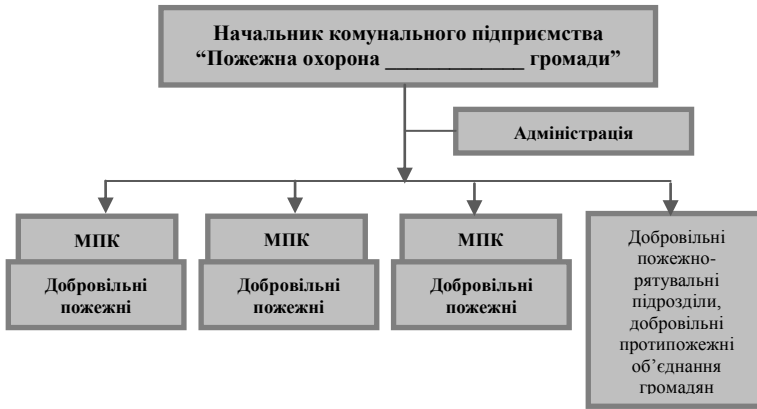 Начальник комунального підприємства
“Пожежна охорона _____________ громади”
Адміністрація
МПК
Добровільні
пожежні
МПК
Добровільні
пожежні
МПК
Добровільні
пожежні
Добровільні
пожежно-
рятувальні
підрозділи,
добровільні
протипожежні
об’єднання
громадян